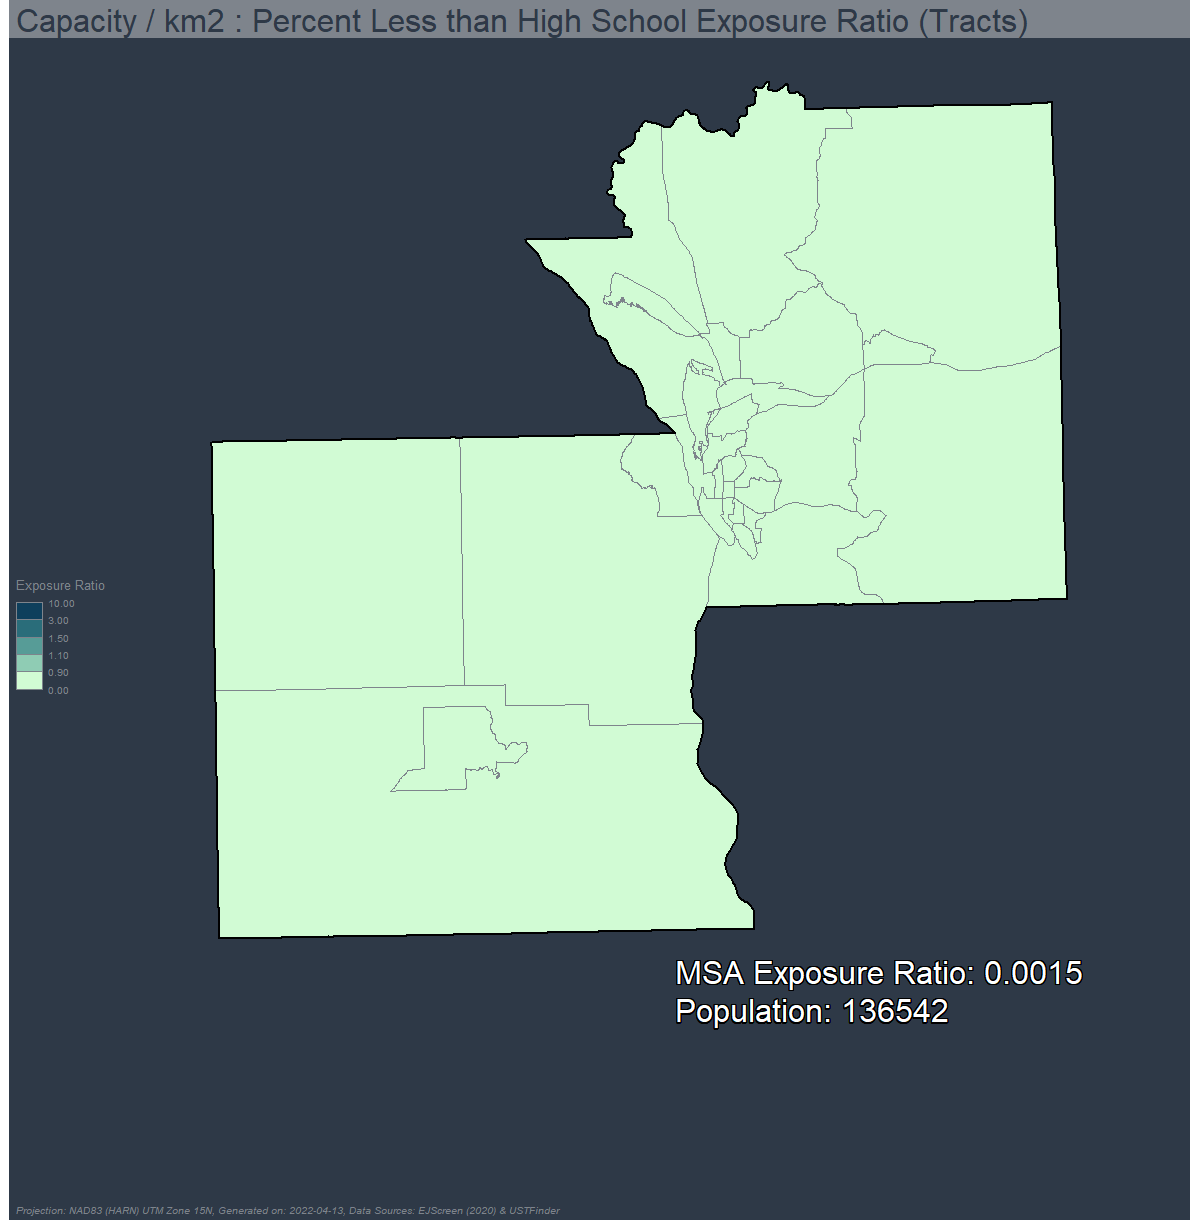 Capacity / km2 : Percent Less than High School Exposure Ratio (Tracts)
Exposure Ratio
10.00
3.00
1.50
1.10
0.90
0.00
MSA Exposure Ratio: 0.0015
Population: 136542
Projection: NAD83 (HARN) UTM Zone 15N, Generated on: 2022-04-13, Data Sources: EJScreen (2020) & USTFinder